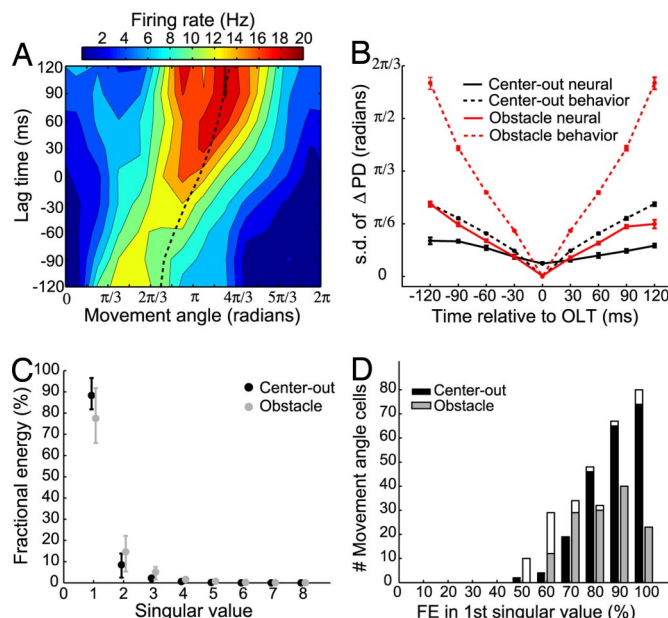 A
Firing rate (Hz)
2 4 6 8 10 12 14 16 18 20
Lag time (ms)
120
90
60
30
0
-30
-60
-90
-120
0 π/3 2π/3 π 4π/3 5π/3 2π
Movement angle (radians)
B
s.d. of Δ PD (radians)
2π/3
π/2
π/3
π/6
0
Center-out neural
Center-out behavior
Obstacle neural
Obstacle behavior
-120 -90 -60 -30 0 30 60 90 120
Time relative to OLT (ms)
C
Fractional energy (%)
100
90
80
70
60
50
40
30
20
10
0
Center-out
Obstacle
0 1 2 3 4 5 6 7 8
Singular value
D
# Movement angle cells
80
70
60
50
40
30
20
10
0
Center-out
Obstacle
0 10 20 30 40 50 60 70 80 90 100
FE in 1st singular value (%)